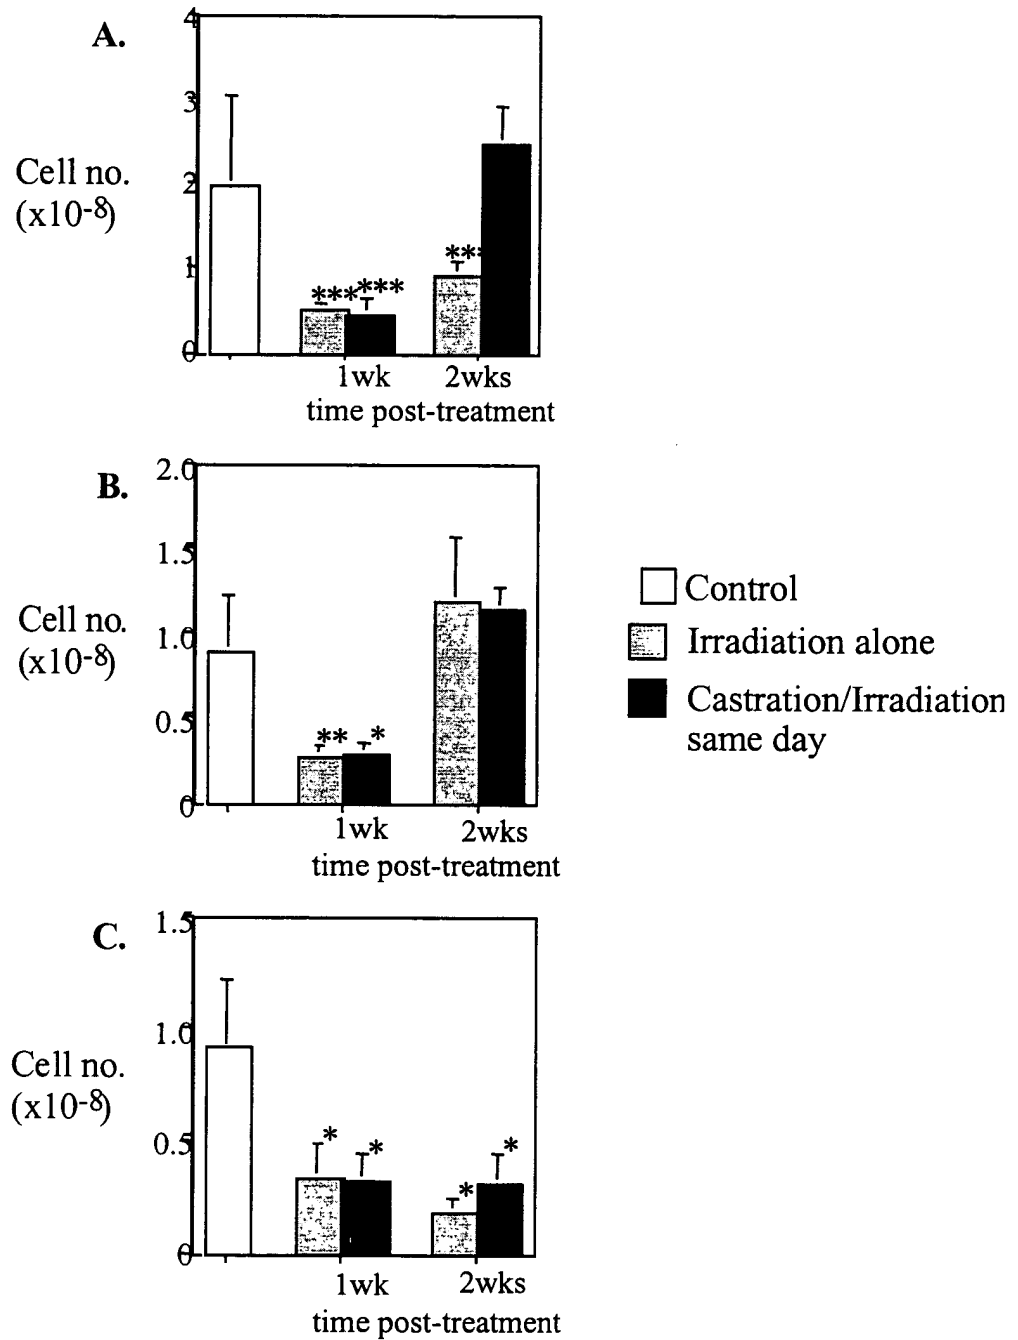 A.
4
3
2
1
0
Cell no.
(x10-8)
*** *** ***
1wk 2wks
time post-treatment
B.
2.0
1.5
1.0
0.5
0
Cell no.
(x10-8)
** *
1wk 2wks
time post-treatment
Control
Irradiation alone
Castration/Irradiation
same day
C.
1.5
1.0
0.5
0
Cell no.
(x10-8)
* * * *
1wk 2wks
time post-treatment